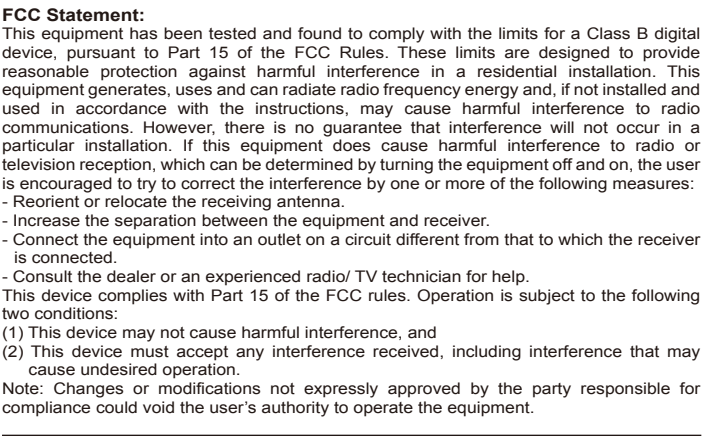 FCC Statement:
This equipment has been tested and found to comply with the limits for a Class B digital
device, pursuant to Part 15 of the FCC Rules. These limits are designed to provide
reasonable protection against harmful interference in a residential installation. This
equipment generates, uses and can radiate radio frequency energy and, if not installed and
used in accordance with the instructions, may cause harmful interference to radio
communications. However, there is no guarantee that interference will not occur in a
particular installation. If this equipment does cause harmful interference to radio or
television reception, which can be determined by turning the equipment off and on, the user
is encouraged to try to correct the interference by one or more of the following measures:
- Reorient or relocate the receiving antenna.
- Increase the separation between the equipment and receiver.
- Connect the equipment into an outlet on a circuit different from that to which the receiver
is connected.
- Consult the dealer or an experienced radio/ TV technician for help.
This device complies with Part 15 of the FCC rules. Operation is subject to the following
two conditions:
(1) This device may not cause harmful interference, and
(2) This device must accept any interference received, including interference that may
cause undesired operation.
Note: Changes or modifications not expressly approved by the party responsible for
compliance could void the user’s authority to operate the equipment.